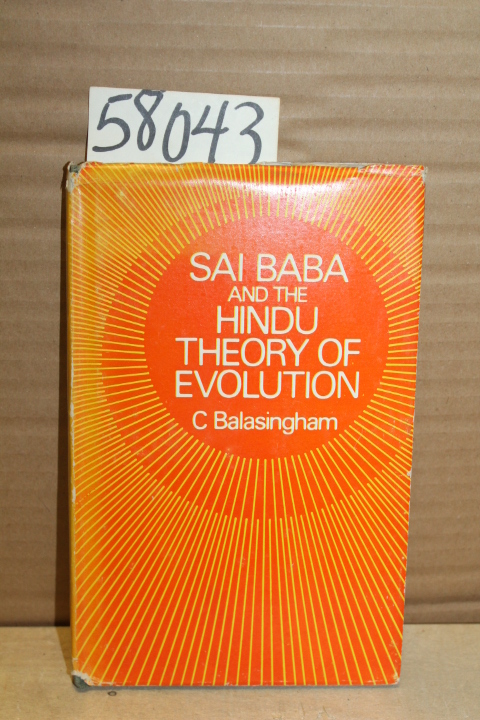 58043
SAI BABA
AND THE
HINDU
THEORY OF
EVOLUTION
C Balasingham